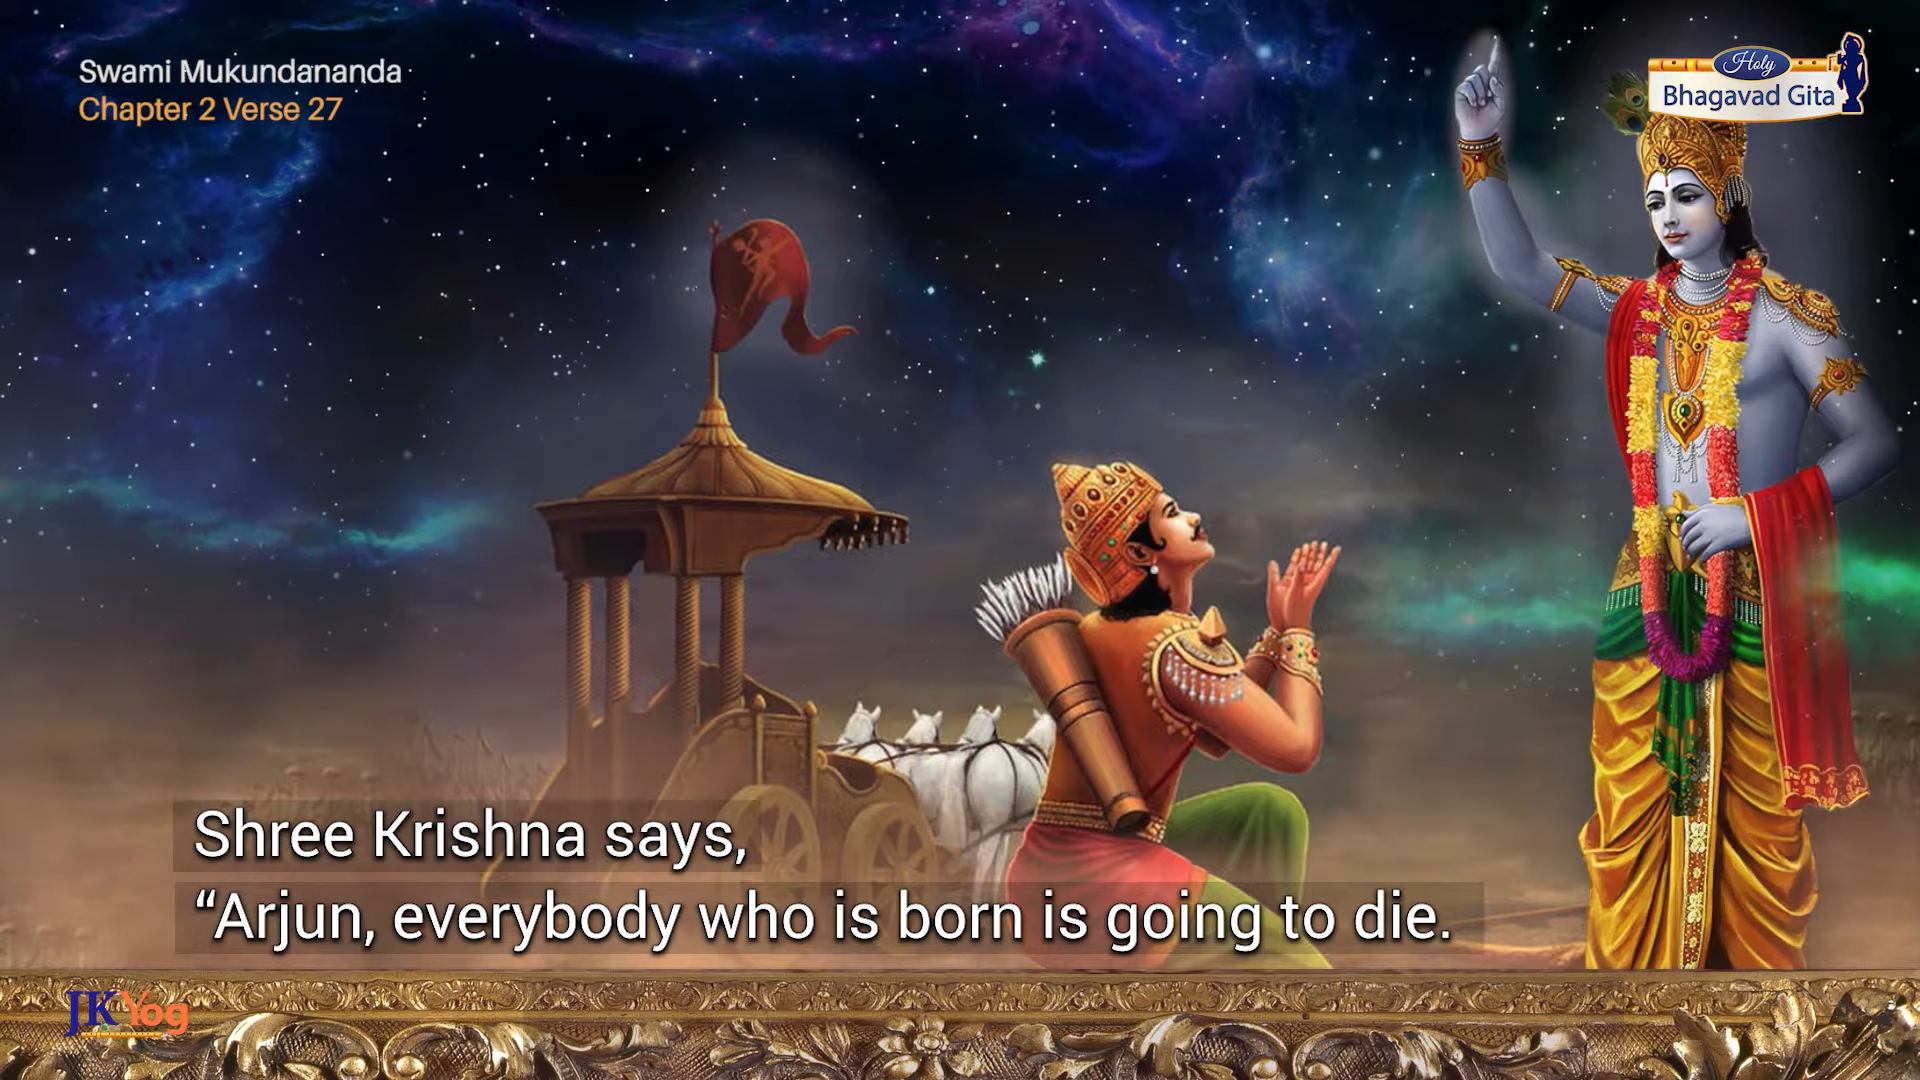 Swami Mukundananda
Chapter 2 Verse 27
Holy
Bhagavad Gita
Shree Krishna says,
“Arjun, everybody who is born is going to die.
JKYog